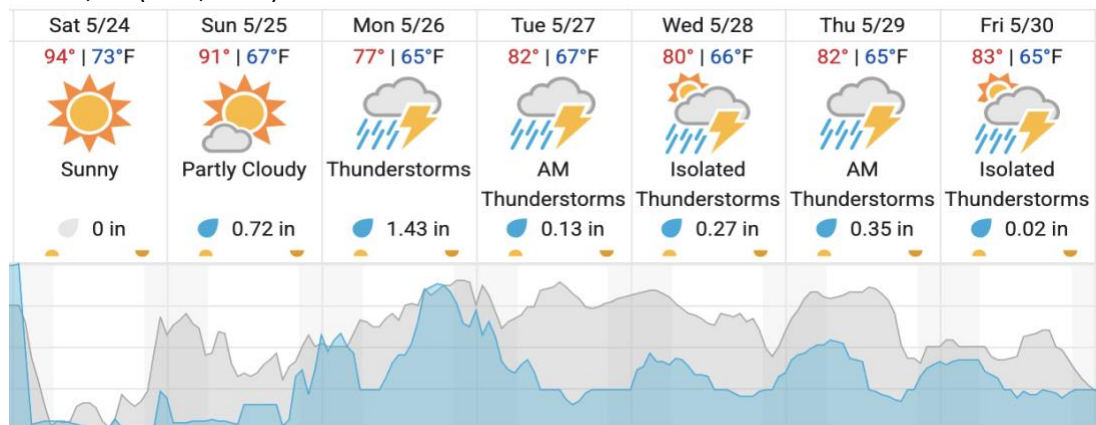 Sat 5/24 Sun 5/25 Mon 5/26 Tue 5/27 Wed 5/28 Thu 5/29 Fri 5/30
94° | 73°F 91° | 67°F 77° | 65°F 82° | 67°F 80° | 66°F 82° | 65°F 83° | 65°F
Sunny Partly Cloudy Thunderstorms AM Isolated AM Isolated
Thunderstorms Thunderstorms Thunderstorms Thunderstorms
0 in 0.72 in 1.43 in 0.13 in 0.27 in 0.35 in 0.02 in